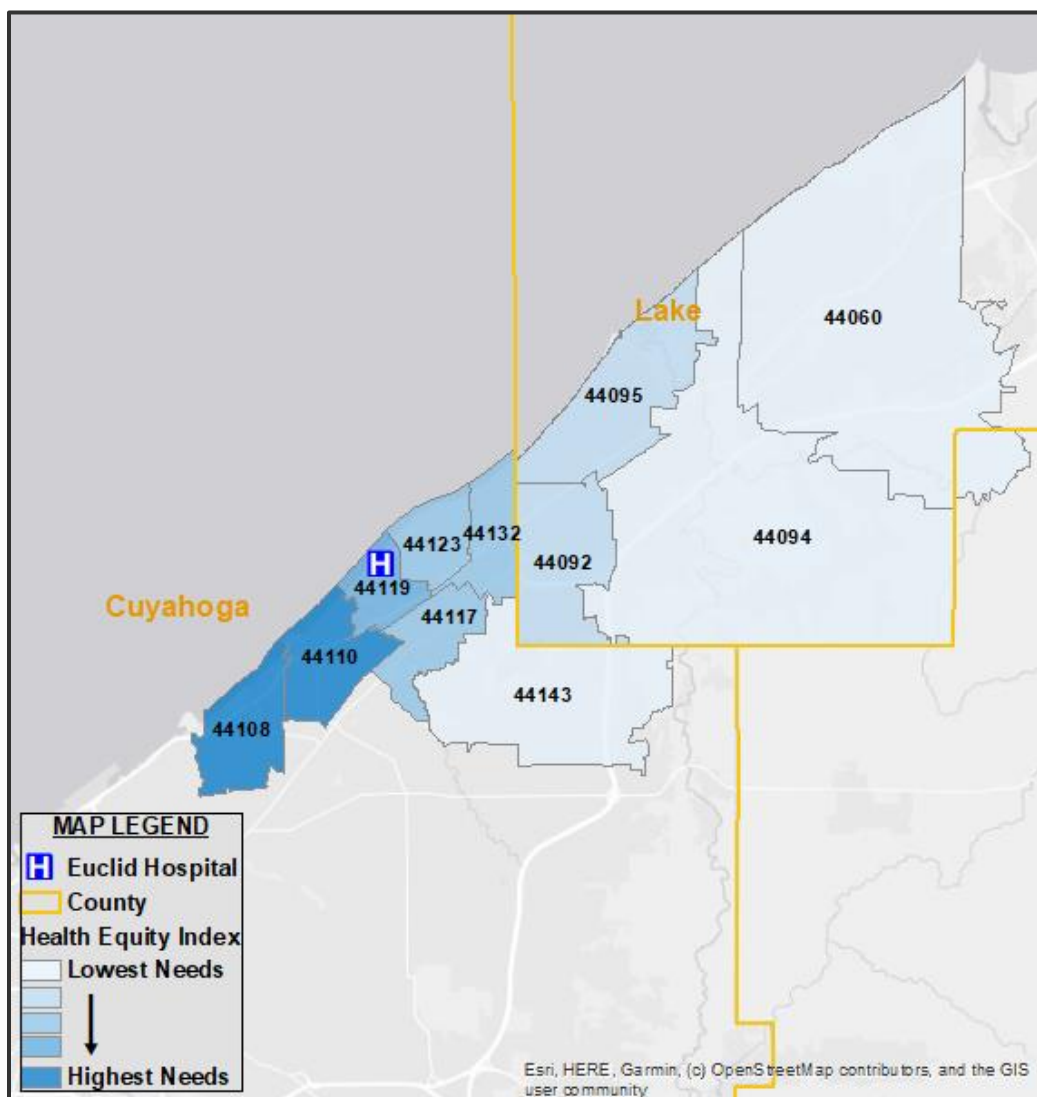 44060
Lake
44095
44132
44123
44092
44094
H
44119
Cuyahoga
44117
44110
44143
44108
MAP LEGEND
H Euclid Hospital
County
Health Equity Index
Lowest Needs
Highest Needs
Esri, HERE, Garmin, (c) OpenStreetMap contributors, and the GIS
user community